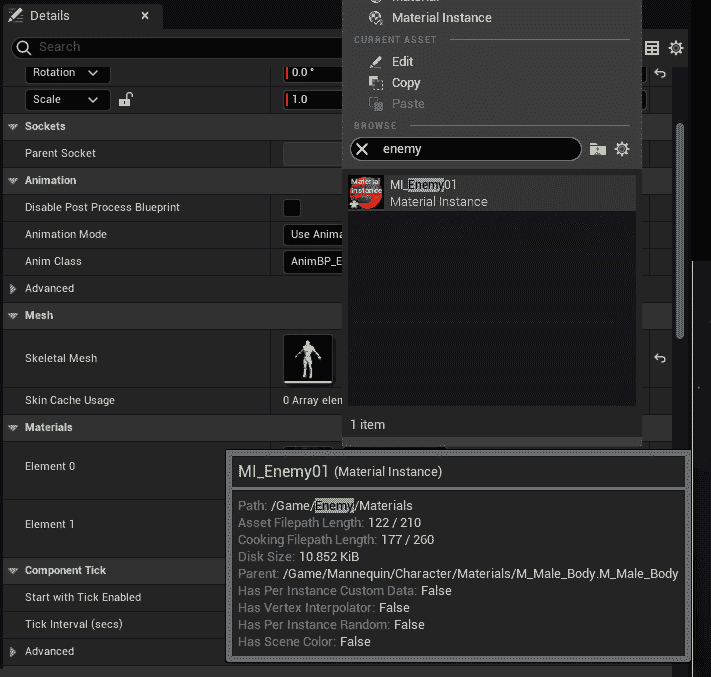 Details
Search
Rotation
0.0 °
Scale
1.0
Sockets
Parent Socket
Animation
Disable Post Process Blueprint
Animation Mode
Use Anima
Anim Class
AnimBP_E
Advanced
Mesh
Skeletal Mesh
Skin Cache Usage
0 Array elem
Materials
Element 0
Element 1
Component Tick
Start with Tick Enabled
Tick Interval (secs)
Advanced
Material Instance
CURRENT ASSET
Edit
Copy
Paste
BROWSE
enemy
Material
Instance
MI_Enemy01
Material Instance
1 item
MI_Enemy01 (Material Instance)
Path: /Game/Enemy/Materials
Asset Filepath Length: 122 / 210
Cooking Filepath Length: 177 / 260
Disk Size: 10.852 KiB
Parent: /Game/Mannequin/Character/Materials/M_Male_Body.M_Male_Body
Has Per Instance Custom Data: False
Has Vertex Interpolator: False
Has Per Instance Random: False
Has Scene Color: False